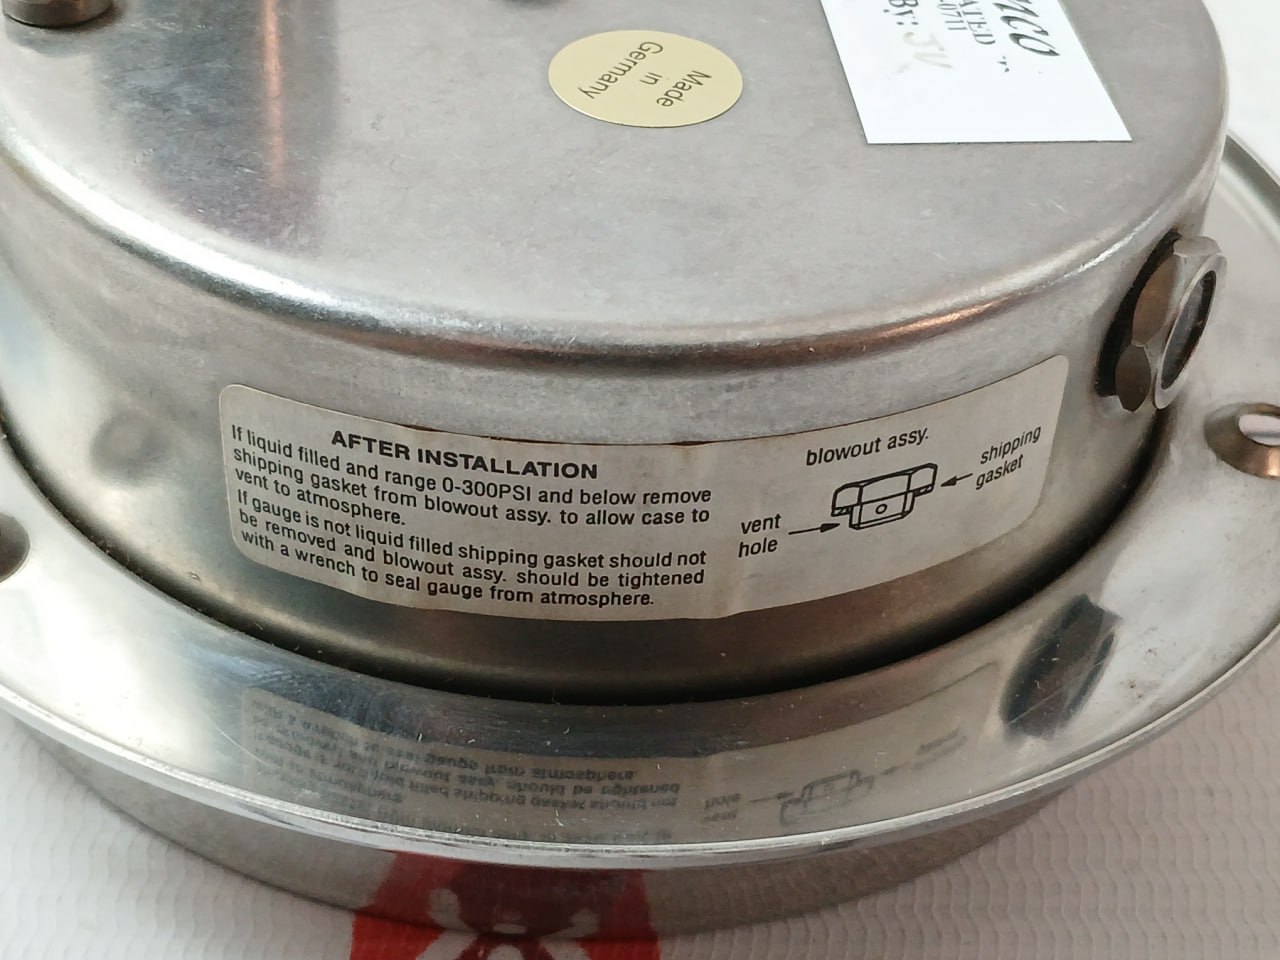 Made
in
Germany
0711
By: JW
AFTER INSTALLATION
If liquid filled and range 0-300PSI and below remove
shipping gasket from blowout assy. to allow case to
vent to atmosphere.
If gauge is not liquid filled shipping gasket should not
be removed and blowout assy. should be tightened
with a wrench to seal gauge from atmosphere.
blowout assy.
shipping
gasket
vent
hole